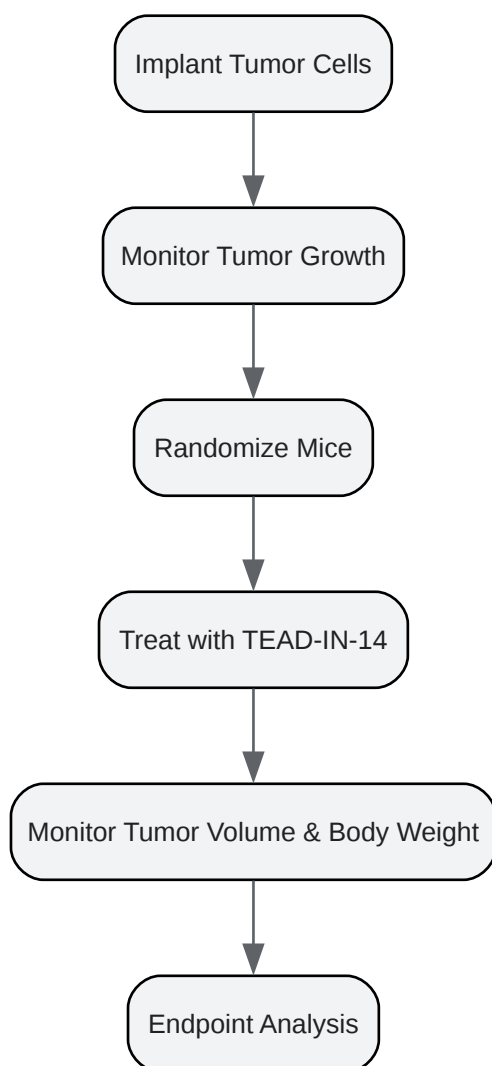 Implant Tumor Cells
Monitor Tumor Growth
Randomize Mice
Treat with TEAD-IN-14
Monitor Tumor Volume & Body Weight
Endpoint Analysis